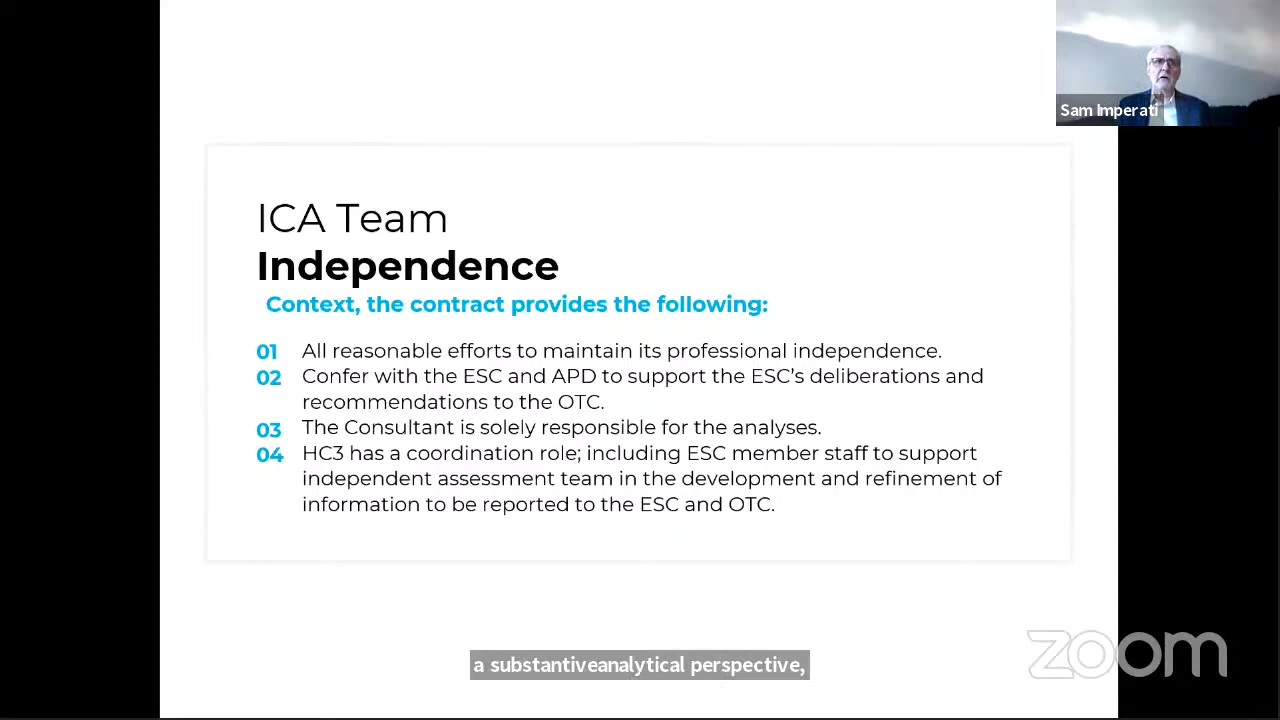 Sam Imperati
ICA Team
Independence
Context, the contract provides the following:
01 All reasonable efforts to maintain its professional independence.
02 Confer with the ESC and APD to support the ESC's deliberations and
recommendations to the OTC.
03 The Consultant is solely responsible for the analyses.
04 HC3 has a coordination role; including ESC member staff to support
independent assessment team in the development and refinement of
information to be reported to the ESC and OTC.
a substantiveanalytical perspective,
zoom